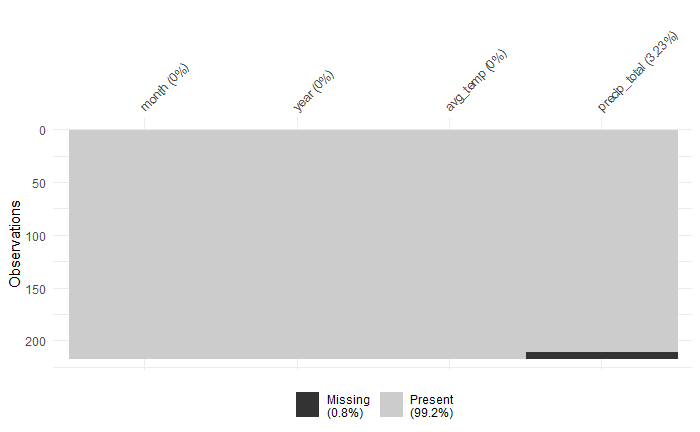 month (0%)
year (0%)
avg_temp (0%)
precip_total (3.23%)
0
50
100
150
200
Observations
Missing
(0.8%)
Present
(99.2%)